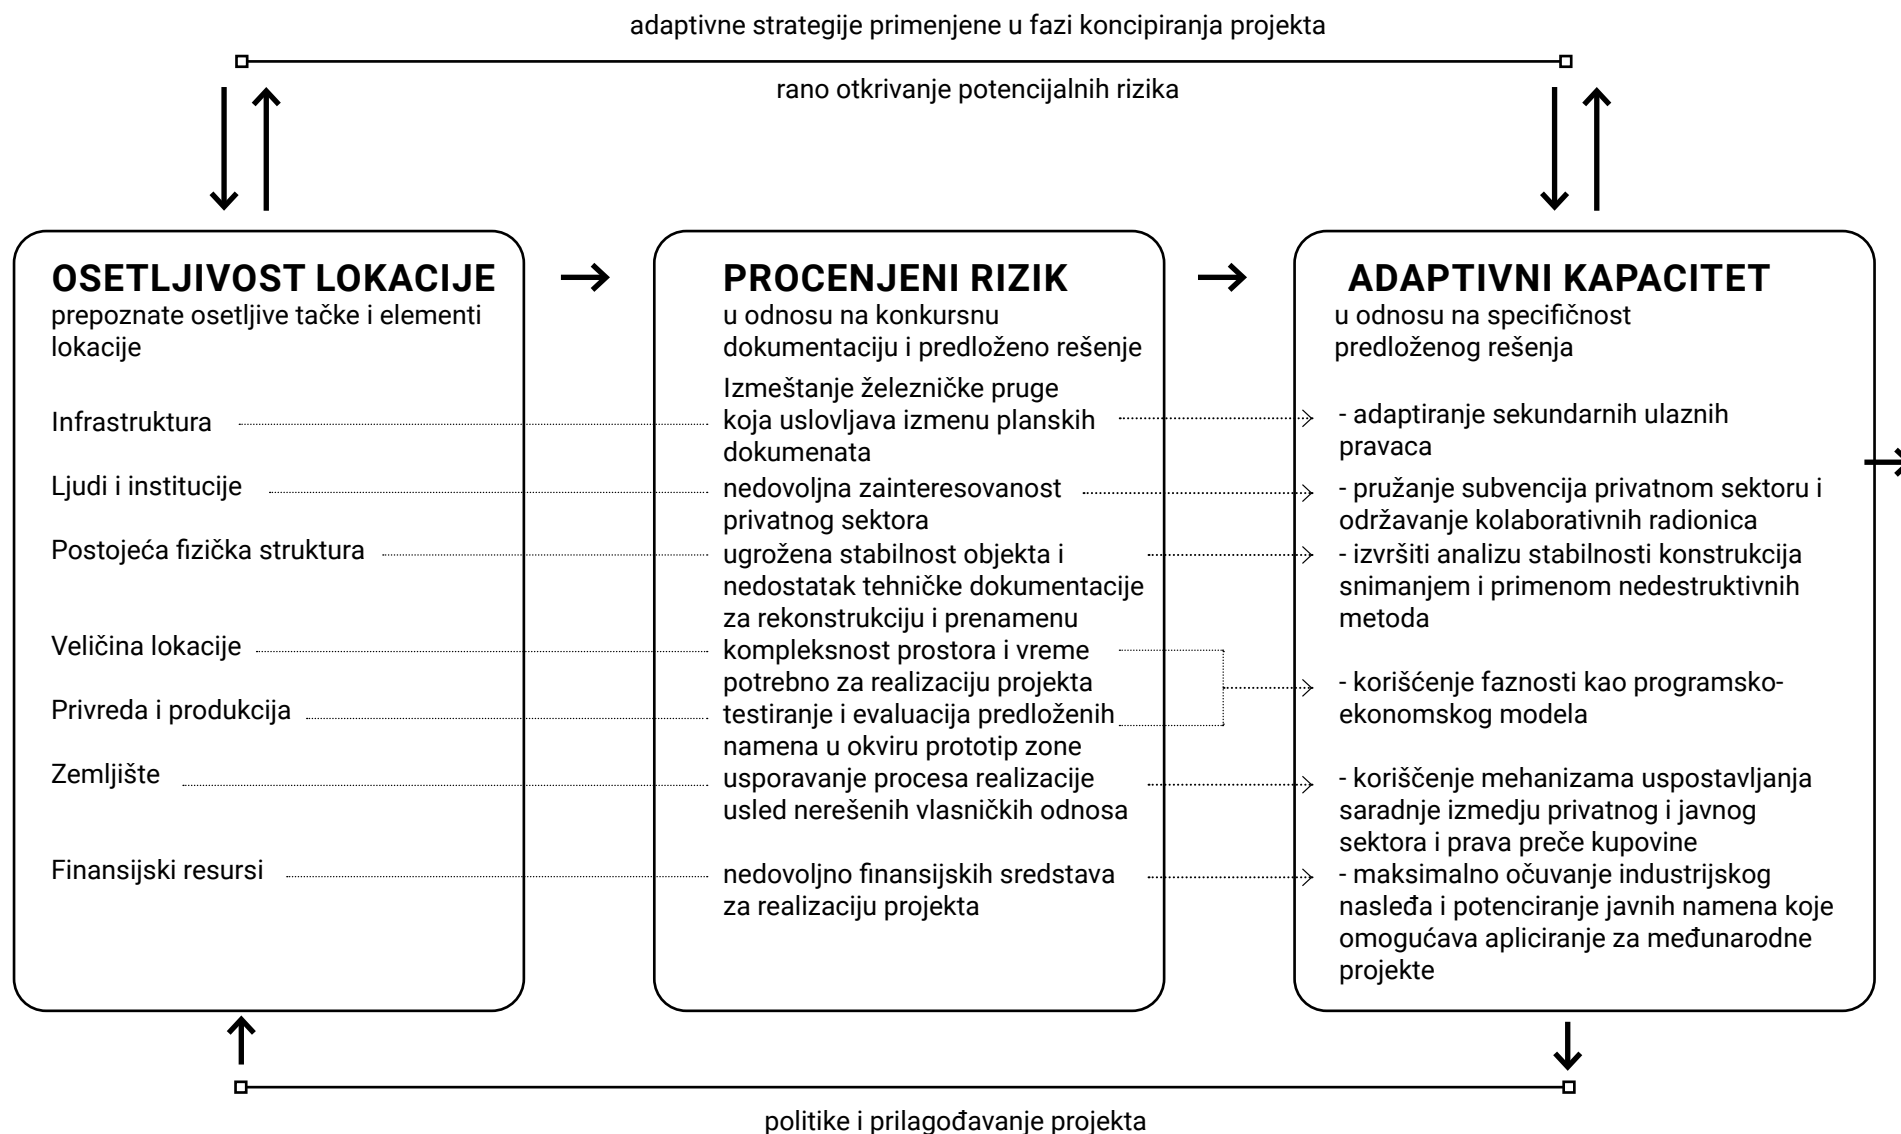 adaptivne strategije primenjene u fazi koncipiranja projekta
rano otkrivanje potencijalnih rizika
OSETLJIVOST LOKACIJE
prepoznate osetljive tačke i elementi
lokacije
Infrastruktura
Ljudi i institucije
Postojeća fizička struktura
Veličina lokacije
Privreda i produkcija
Zemljište
Finansijski resursi
PROCENJENI RIZIK
u odnosu na konkursnu
dokumentaciju i predloženo rešenje
Izmeštanje železničke pruge
koja uslovljava izmenu planskih
dokumenata
nedovoljna zainteresovanost
privatnog sektora
ugrožena stabilnost objekta i
nedostatak tehničke dokumentacije
za rekonstrukciju i prenamenu
kompleksnost prostora i vreme
potrebno za realizaciju projekta
testiranje i evaluacija predloženih
namena u okviru prototip zone
usporavanje procesa realizacije
usled nerešenih vlasničkih odnosa
nedovoljno finansijskih sredstava
za realizaciju projekta
ADAPTIVNI KAPACITET
u odnosu na specifičnost
predloženog rešenja
- adaptiranje sekundarnih ulaznih
pravaca
- pružanje subvencija privatnom sektoru i
održavanje kolaborativnih radionica
- izvršiti analizu stabilnosti konstrukcija
snimanjem i primenom nedestruktivnih
metoda
- korišćenje faznosti kao programsko-
ekonomskog modela
- koriščenje mehanizama uspostavljanja
saradnje izmedju privatnog i javnog
sektora i prava preče kupovine
- maksimalno očuvanje industrijskog
nasleđa i potenciranje javnih namena koje
omogućava apliciranje za međunarodne
projekte
politike i prilagođavanje projekta